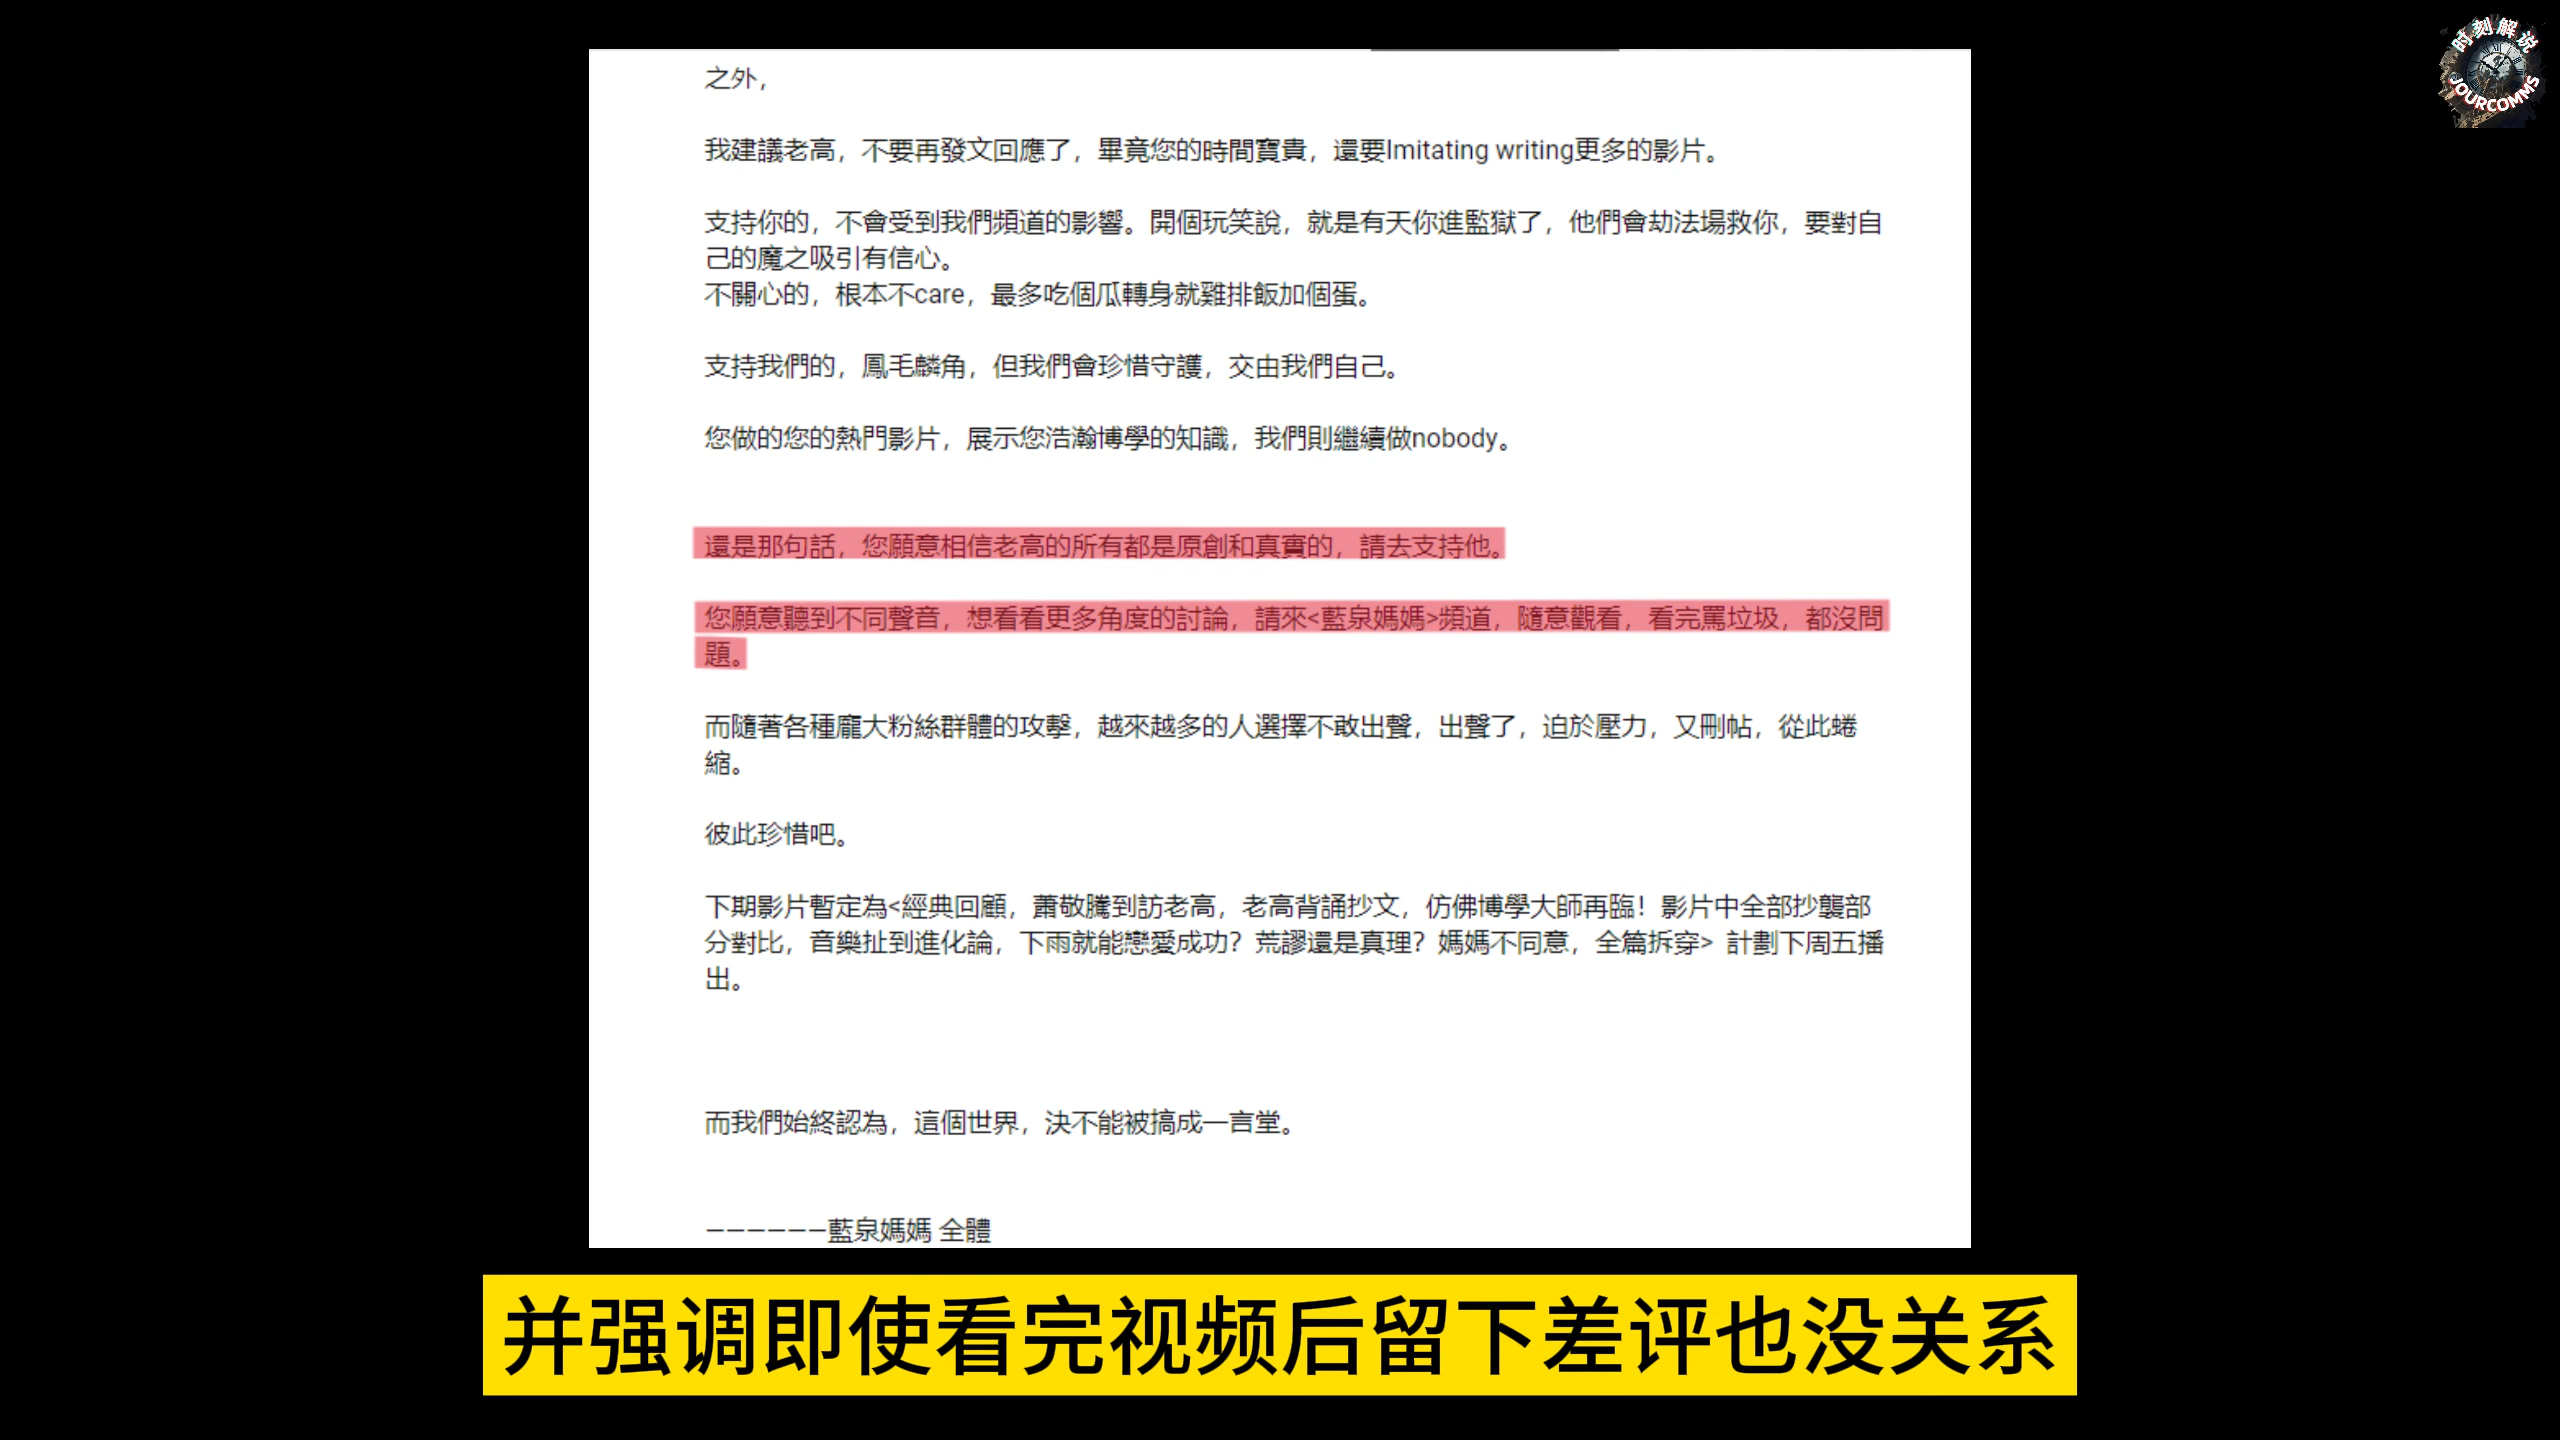 时刻解说
JOURCOMMS
之外，
我建議老高，不要再發文回應了，畢竟您的時間寶貴，還要Imitating writing更多的影片。
支持你的，不會受到我們頻道的影響。開個玩笑說，就是有天你進監獄了，他們會劫法場救你，要對自
己的魔之吸引有信心。
不關心的，根本不care，最多吃個瓜轉身就雞排飯加個蛋。
支持我們的，鳳毛麟角，但我們會珍惜守護，交由我們自己。
您做的您的熱門影片，展示您浩瀚博學的知識，我們則繼續做nobody。
還是那句話，您願意相信老高的所有都是原創和真實的，請去支持他。
您願意聽到不同聲音，想看看更多角度的討論，請來<藍泉媽媽>頻道，隨意觀看，看完罵垃圾，都沒問
題。
而隨著各種龐大粉絲群體的攻擊，越來越多的人選擇不敢出聲，出聲了，迫於壓力，又刪帖，從此蜷
縮。
彼此珍惜吧。
下期影片暫定為<經典回顧，蕭敬騰到訪老高，老高背誦抄文，仿佛博學大師再臨！影片中全部抄襲部
分對比，音樂扯到進化論，下雨就能戀愛成功？荒謬還是真理？媽媽不同意，全篇拆穿> 計劃下周五播
出。
而我們始終認為，這個世界，決不能被搞成一言堂。
——————藍泉媽媽 全體
并强调即使看完视频后留下差评也没关系